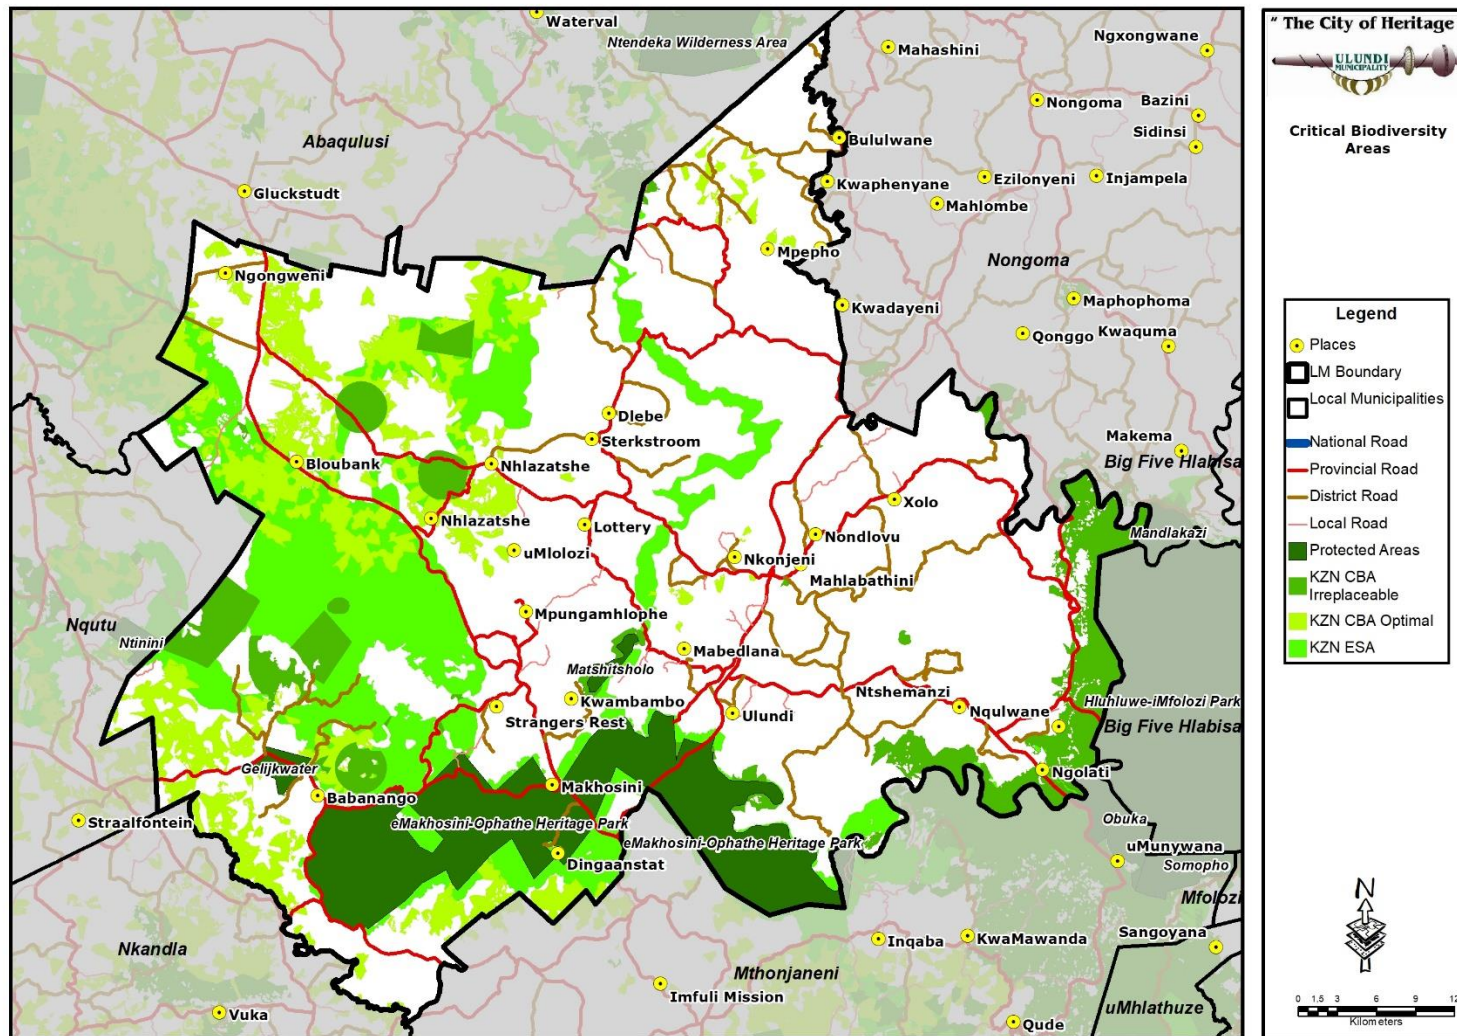 Waterval
Ntendeka Wilderness Area
Mahashini
Ngxongwane
Nongoma
Bazini
Sidinsi
Abaqulusi
Bululwane
Gluckstudt
Kwaphenyane
Ezilonyeni
Injampela
Mahlombe
Mpepho
Nongoma
Ngongweni
Kwadayeni
Maphophoma
Qonggo
Kwaquma
Dlebe
Sterkstroom
Makema
Big Five Hlabisa
Bloubank
Nhlazatshe
Xolo
Nhlazatshe
Lottery
Nondlovu
Mandlakazi
uMlolozi
Nkonjeni
Mahlabathini
Mpungamhlophe
Nqutu
Ntinini
Mabedlana
Matshitsholo
Kwambambo
Ntshemanzi
Hluhluwe-iMfolozi Park
Strangers Rest
Ulundi
Nqulwane
Big Five Hlabisa
Gelijkwater
Ngolati
Babanango
Makhosini
Straalfontein
eMakhosini-Ophathe Heritage Park
eMakhosini-Ophathe Heritage Park
Obuka
uMunywana
Dingaanstat
Somopho
Mfolozi
Nkandla
Inqaba
KwaMawanda
Sangoyana
Mthonjaneni
Imfuli Mission
uMhlathuze
Vuka
Qude
" The City of Heritage
ULUNDI
MUNICIPALITY
Critical Biodiversity
Areas
Legend
Places
LM Boundary
Local Municipalities
National Road
Provincial Road
District Road
Local Road
Protected Areas
KZN CBA
Irreplaceable
KZN CBA Optimal
KZN ESA
N
0 1.5 3 6 9 12
Kilometers